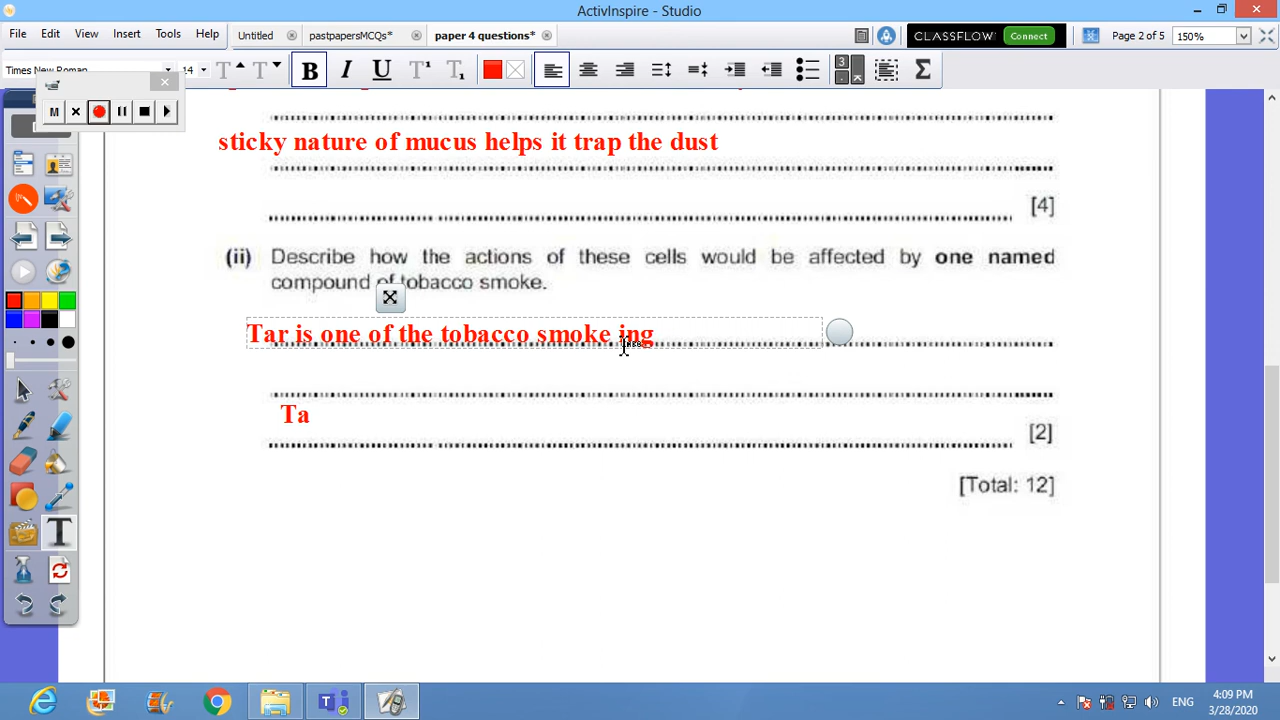 ActivInspire - Studio
File Edit View Insert Tools Help Untitled pastpapersMCQs* paper 4 questions* CLASSFLOW Connect Page 2 of 5 150%
Times New Roman 14 B I U T¹ T₁ Σ
M
sticky nature of mucus helps it trap the dust
[4]
(ii) Describe how the actions of these cells would be affected by one named
compound of tobacco smoke.
Tar is one of the tobacco smoke ing
Ta
[2]
[Total: 12]
ENG
4:09 PM
3/28/2020